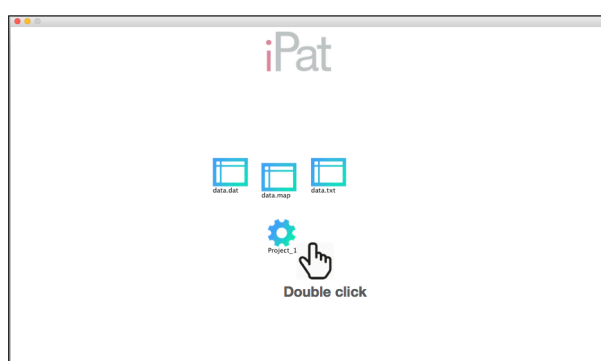 iPat
data.dat
data.map
data.txt
Project_1
Double click